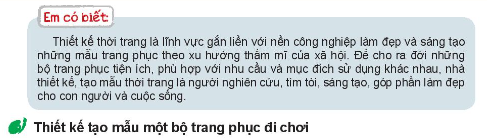 Em có biết:
Thiết kế thời trang là lĩnh vực gắn liền với nền công nghiệp làm đẹp và sáng tạo
những mẫu trang phục theo xu hướng thẩm mĩ của xã hội. Để cho ra đời những
bộ trang phục tiện ích, phù hợp với nhu cầu và mục đích sử dụng khác nhau, nhà
thiết kế, tạo mẫu thời trang là người nghiên cứu, tìm tòi, sáng tạo, góp phần làm đẹp
cho con người và cuộc sống.
Thiết kế tạo mẫu một bộ trang phục đi chơi